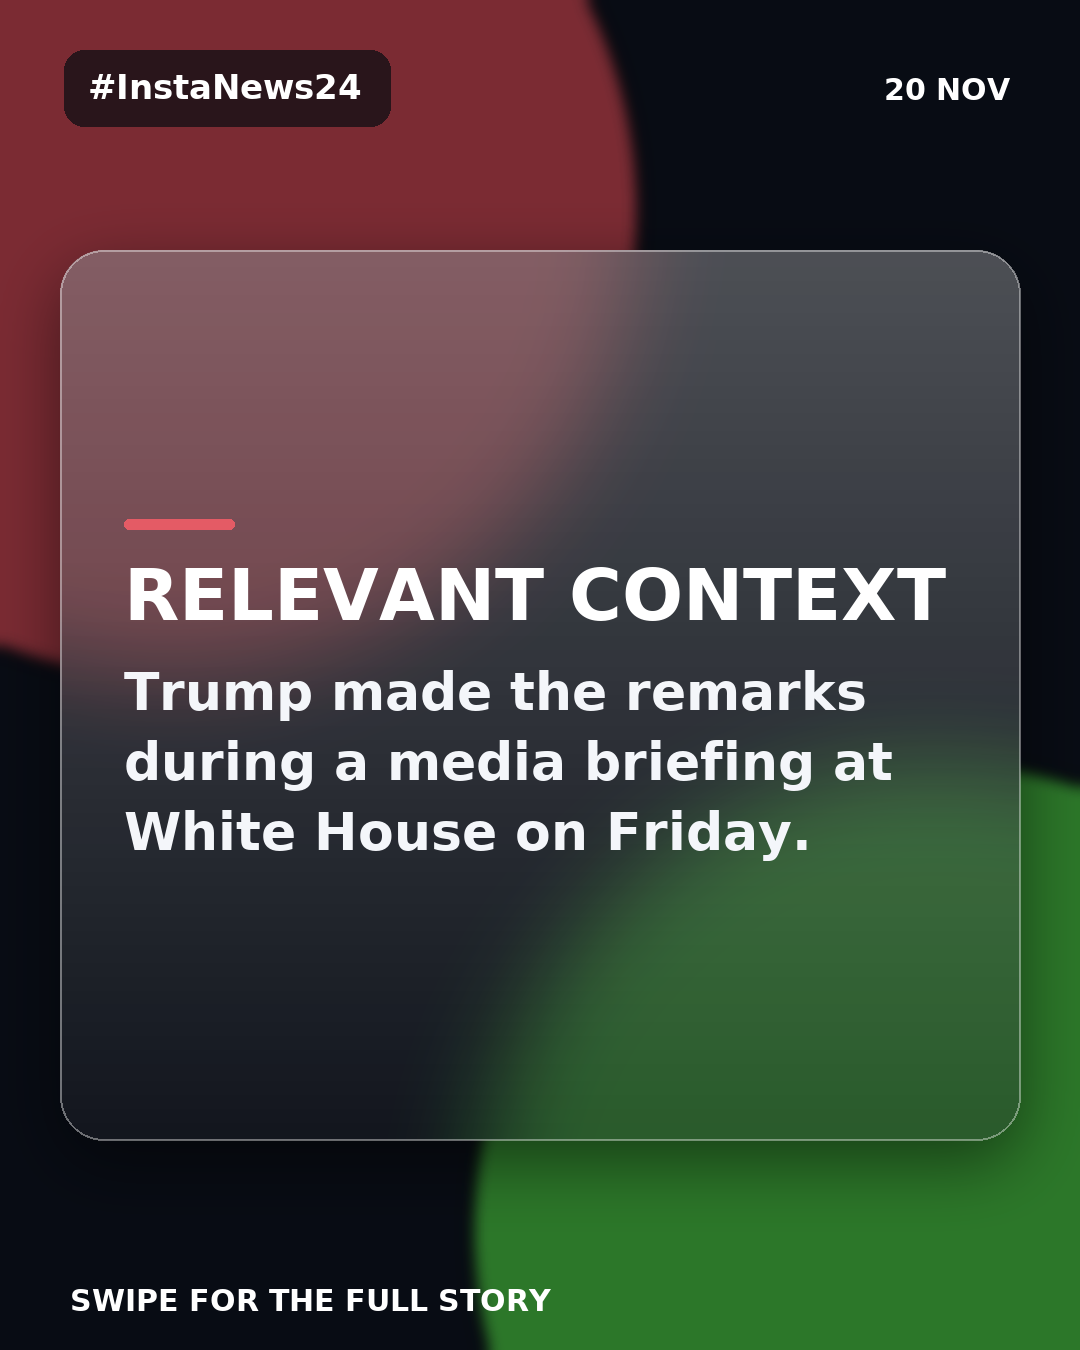 #InstaNews24
20 NOV
RELEVANT CONTEXT
Trump made the remarks
during a media briefing at
White House on Friday.
SWIPE FOR THE FULL STORY